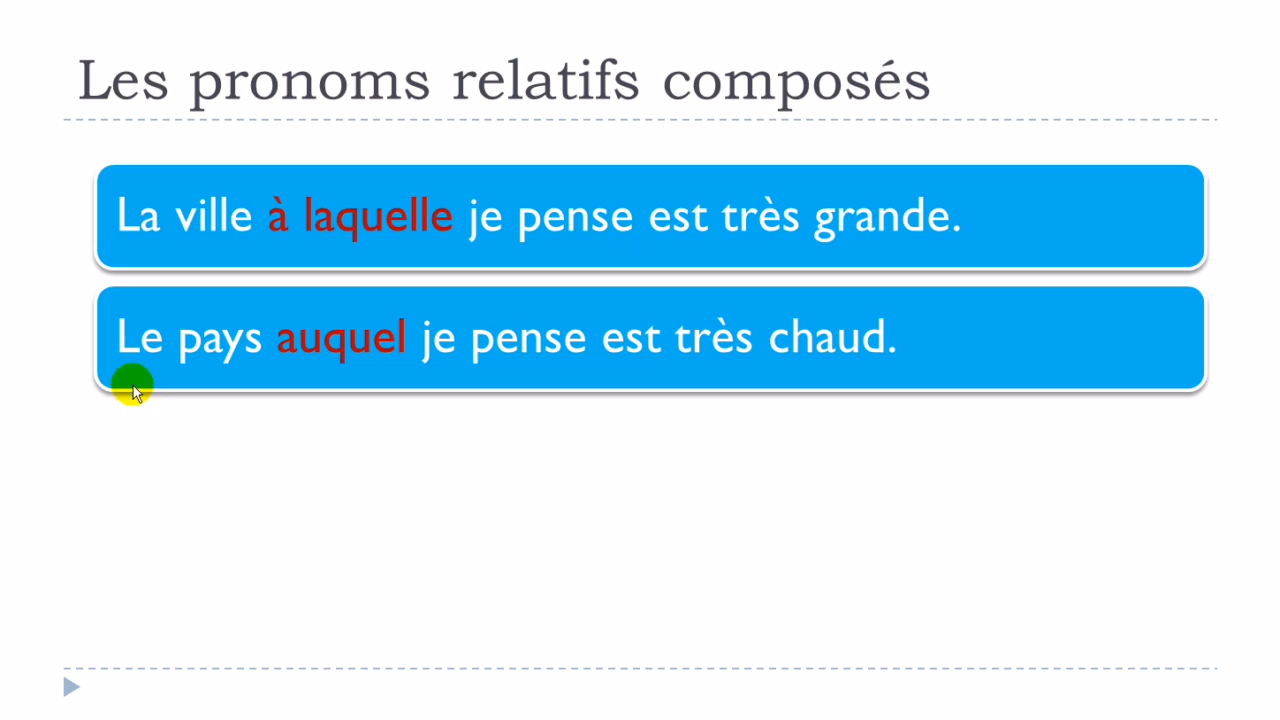 Les pronoms relatifs composés
La ville à laquelle je pense est très grande.
Le pays auquel je pense est très chaud.